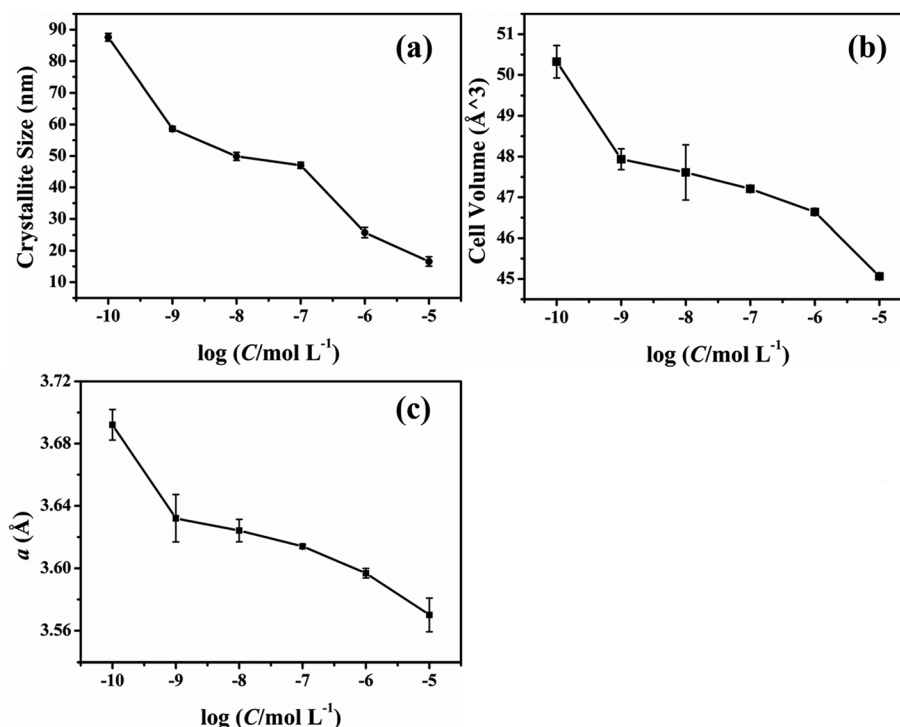 (a)
Crystallite Size (nm)
90
80
70
60
50
40
30
20
10
-10 -9 -8 -7 -6 -5
log (C/mol L⁻¹)
(b)
Cell Volume (Å^3)
51
50
49
48
47
46
45
-10 -9 -8 -7 -6 -5
log (C/mol L⁻¹)
(c)
a (Å)
3.72
3.68
3.64
3.60
3.56
-10 -9 -8 -7 -6 -5
log (C/mol L⁻¹)